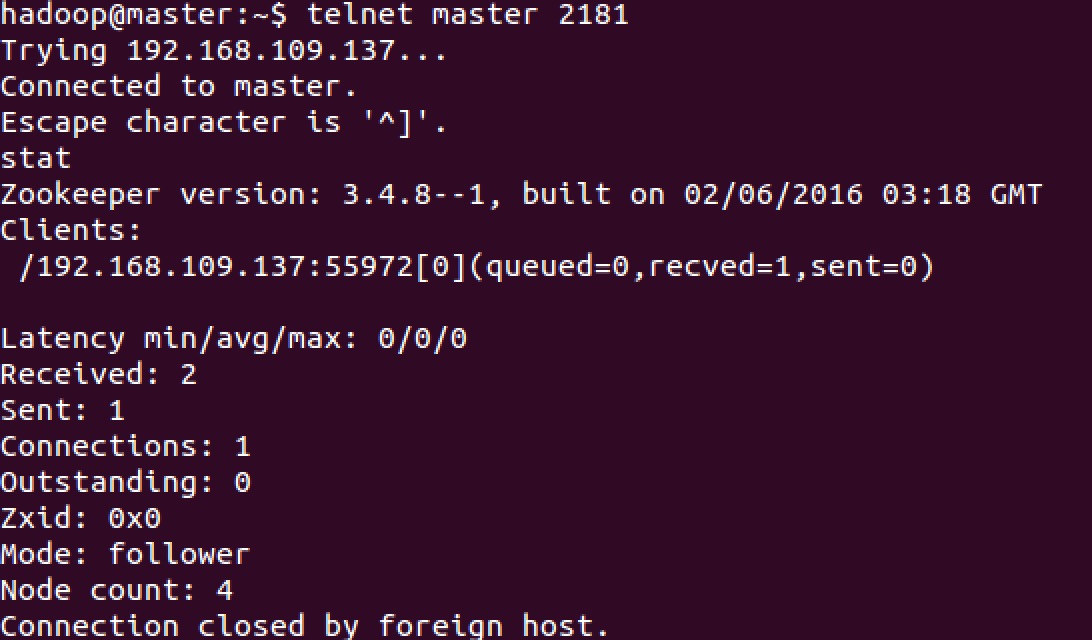 hadoop@master:~$ telnet master 2181
Trying 192.168.109.137...
Connected to master.
Escape character is '^]'.
stat
Zookeeper version: 3.4.8--1, built on 02/06/2016 03:18 GMT
Clients:
 /192.168.109.137:55972[0](queued=0,recved=1,sent=0)

Latency min/avg/max: 0/0/0
Received: 2
Sent: 1
Connections: 1
Outstanding: 0
Zxid: 0x0
Mode: follower
Node count: 4
Connection closed by foreign host.